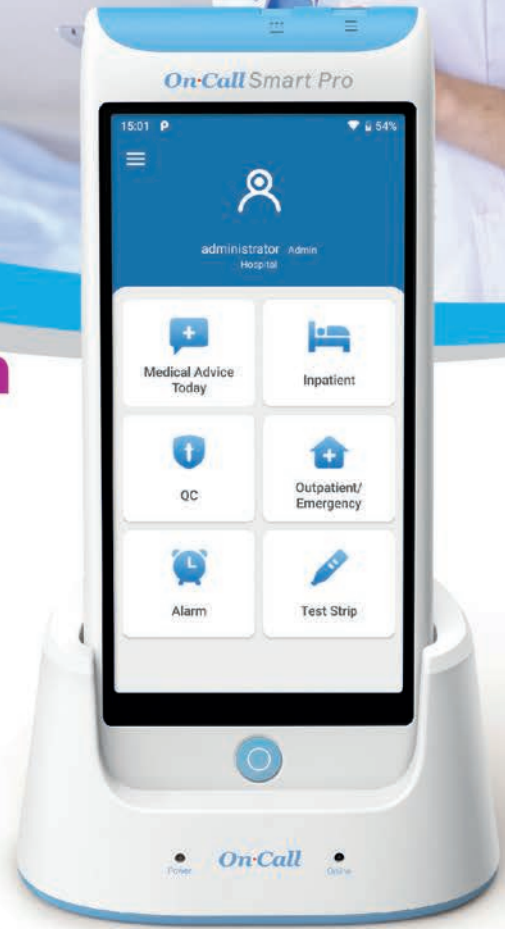 On·Call Smart Pro
15:01 P 54%
administrator Admin
Hospital
Medical Advice
Today
Inpatient
QC
Outpatient/
Emergency
Alarm
Test Strip
On·Call
Power
Online